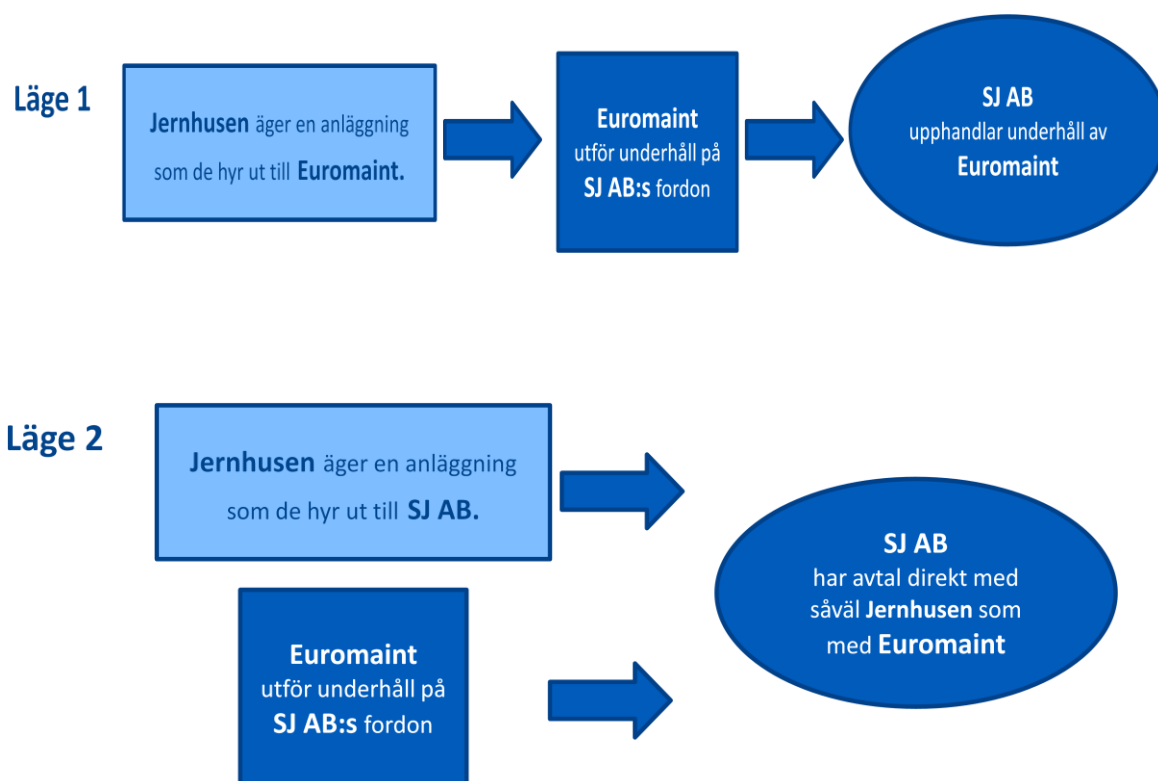 Läge 1
Jernhusen äger en anläggning
som de hyr ut till Euromaint.
Euromaint
utför underhåll på
SJ AB:s fordon
SJ AB
upphandlar underhåll av
Euromaint
Läge 2
Jernhusen äger en anläggning
som de hyr ut till SJ AB.
Euromaint
utför underhåll på
SJ AB:s fordon
SJ AB
har avtal direkt med
såväl Jernhusen som
med Euromaint